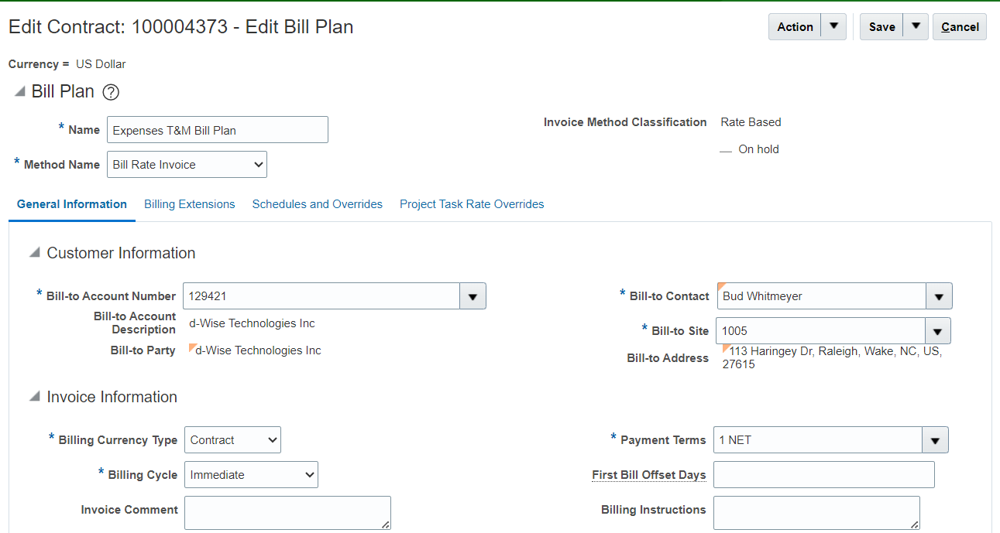 Edit Contract: 100004373 - Edit Bill Plan
Action
Save
Cancel
Currency = US Dollar
Bill Plan ?
* Name Expenses T&M Bill Plan
Invoice Method Classification Rate Based
On hold
* Method Name Bill Rate Invoice
General Information Billing Extensions Schedules and Overrides Project Task Rate Overrides
Customer Information
* Bill-to Account Number 129421
Bill-to Account
Description
d-Wise Technologies Inc
Bill-to Party d-Wise Technologies Inc
* Bill-to Contact Bud Whitmeyer
* Bill-to Site 1005
Bill-to Address 113 Haringey Dr, Raleigh, Wake, NC, US,
27615
Invoice Information
* Billing Currency Type Contract
* Billing Cycle Immediate
Invoice Comment
* Payment Terms 1 NET
First Bill Offset Days
Billing Instructions